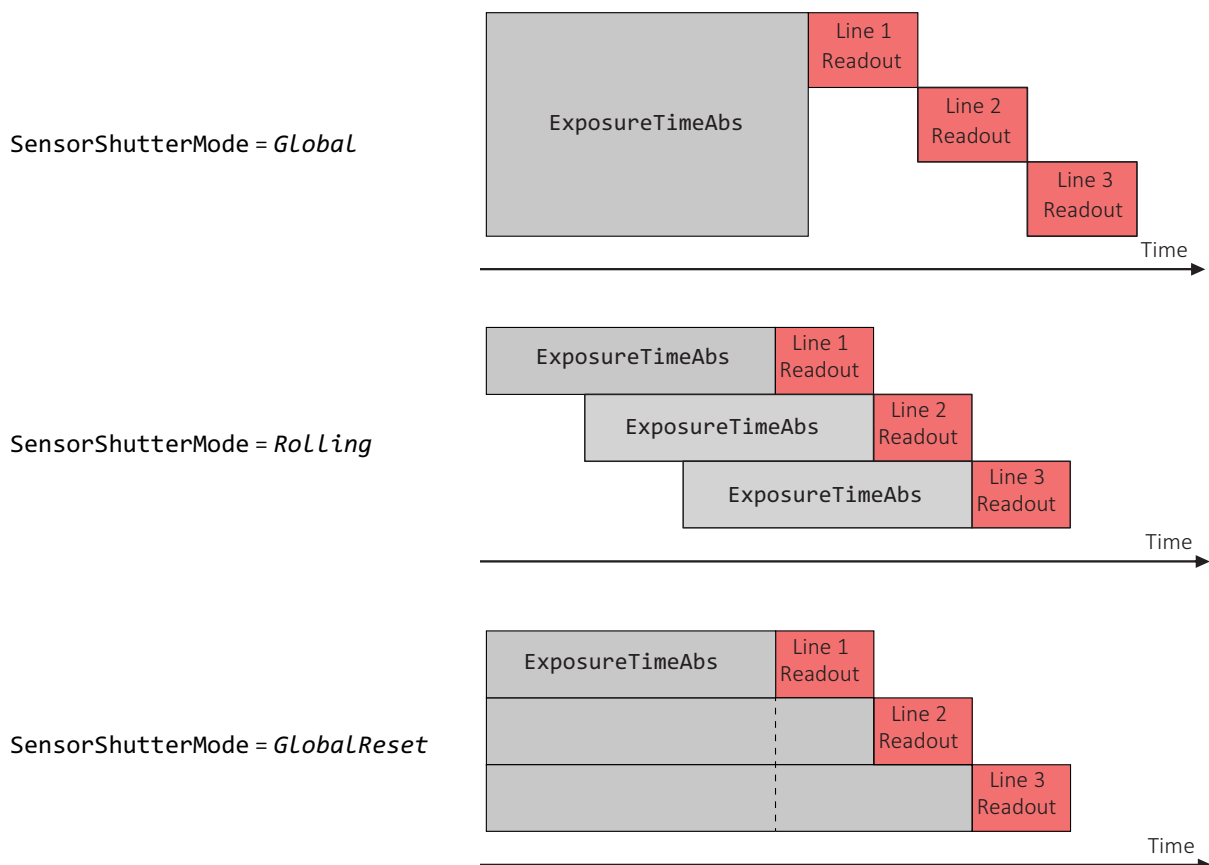 Line 1
Readout
Line 2
Readout
Line 3
Readout
ExposureTimeAbs
SensorShutterMode = Global
Time
Line 1
Readout
ExposureTimeAbs
Line 2
Readout
ExposureTimeAbs
SensorShutterMode = Rolling
Line 3
Readout
ExposureTimeAbs
Time
Line 1
Readout
ExposureTimeAbs
Line 2
Readout
SensorShutterMode = GlobalReset
Line 3
Readout
Time